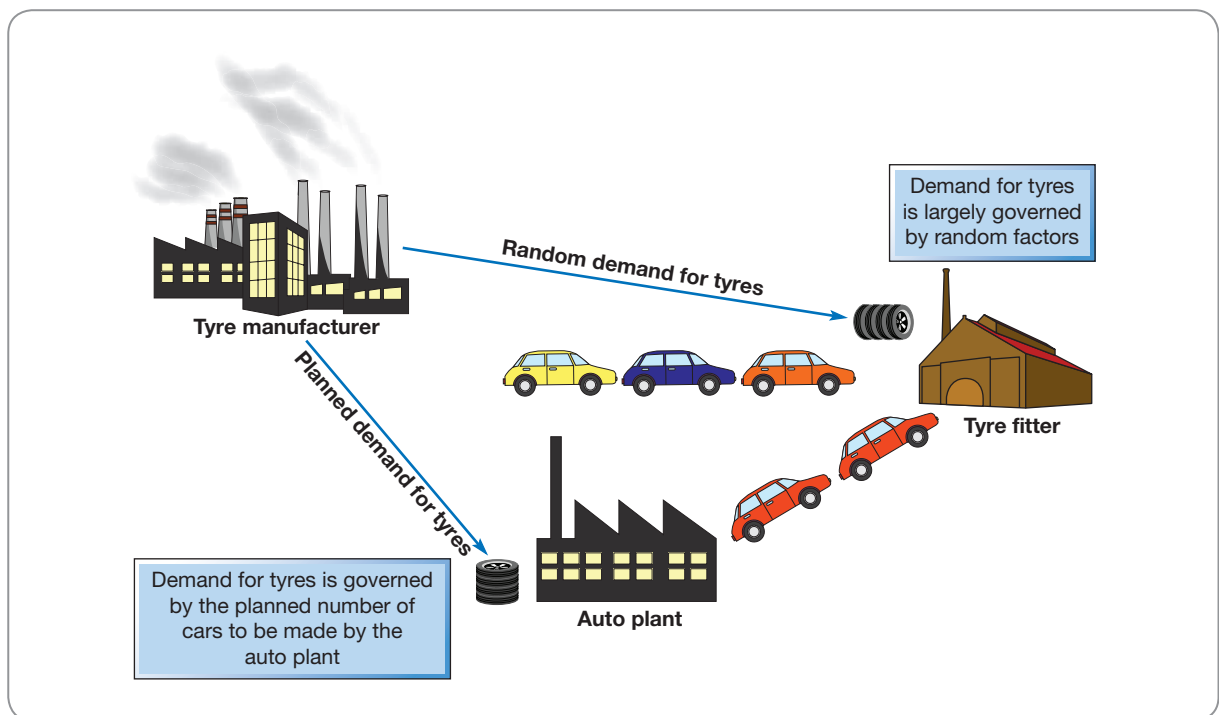 Demand for tyres
is largely governed
by random factors
Random demand for tyres
Tyre manufacturer
Planned demand for tyres
Tyre fitter
Demand for tyres is governed
by the planned number of
cars to be made by the
auto plant
Auto plant